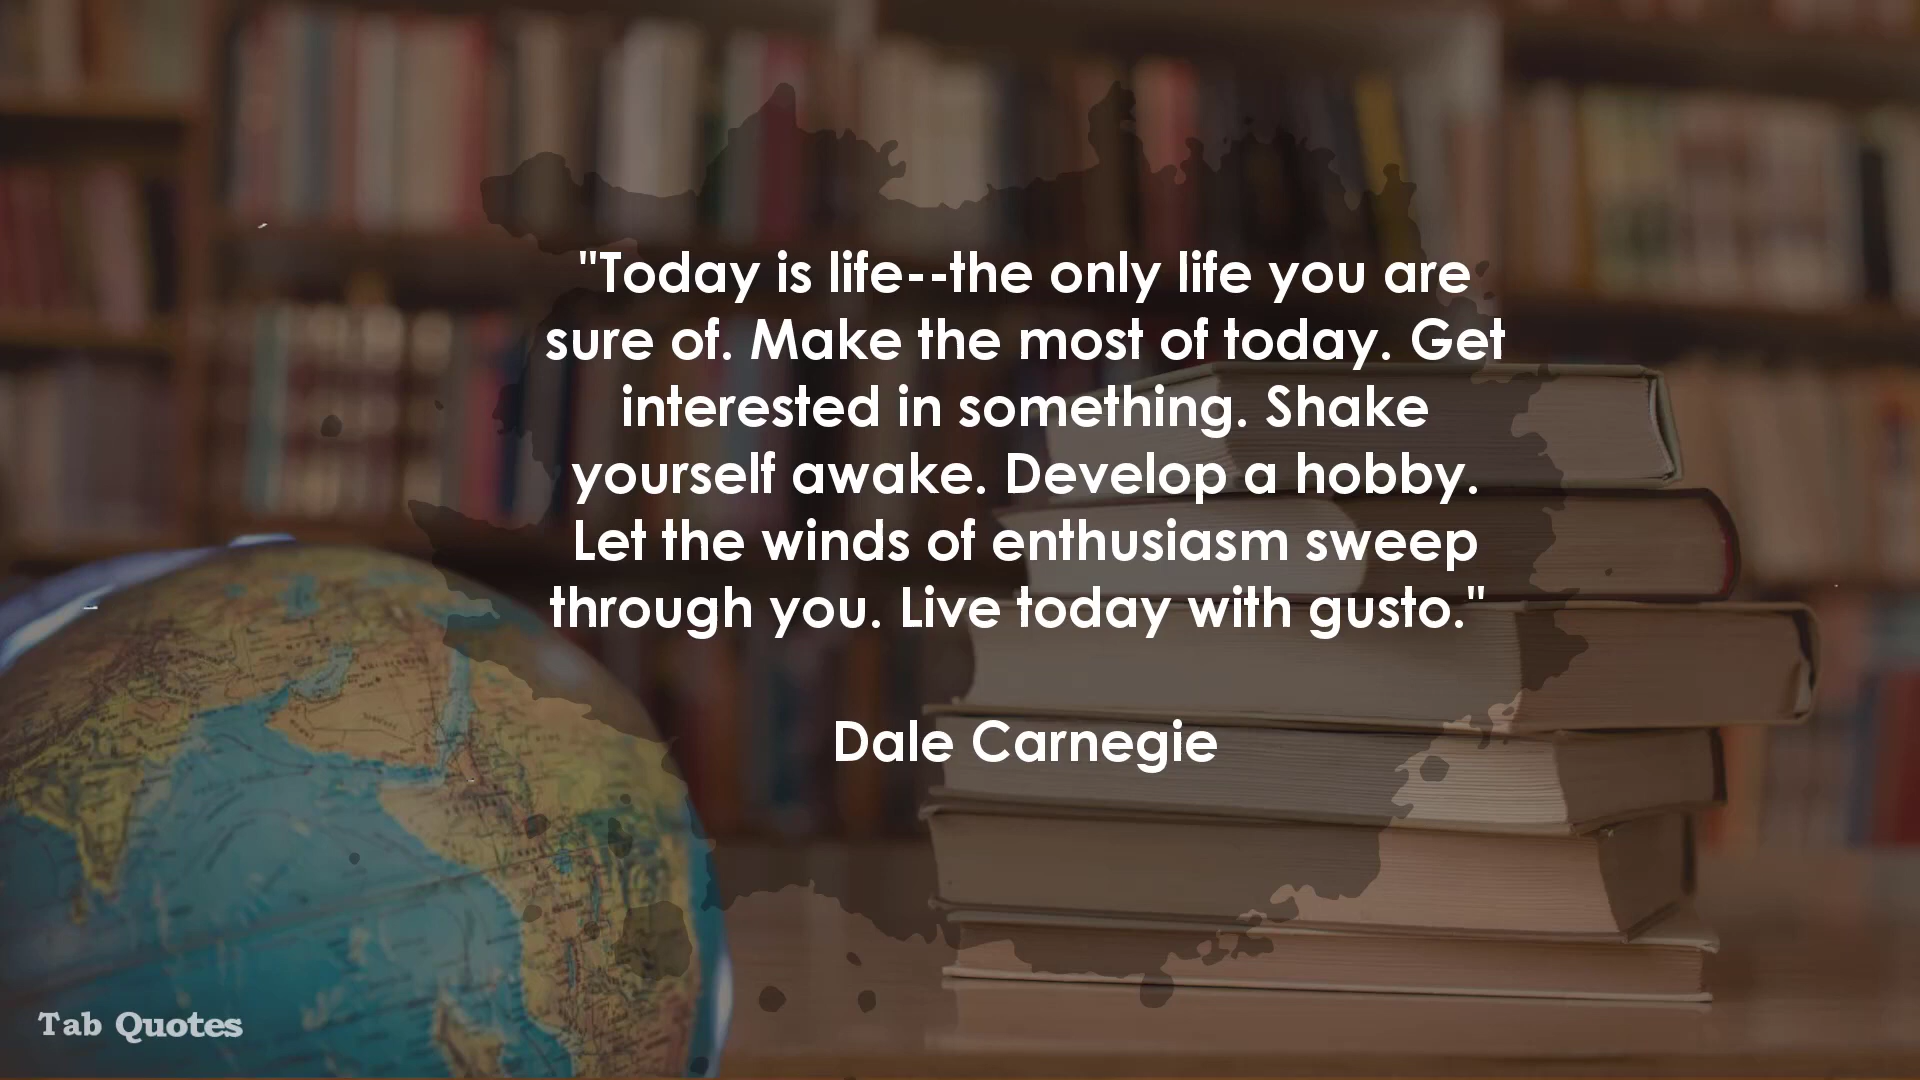 "Today is life--the only life you are
sure of. Make the most of today. Get
interested in something. Shake
yourself awake. Develop a hobby.
Let the winds of enthusiasm sweep
through you. Live today with gusto."
Dale Carnegie
Tab Quotes